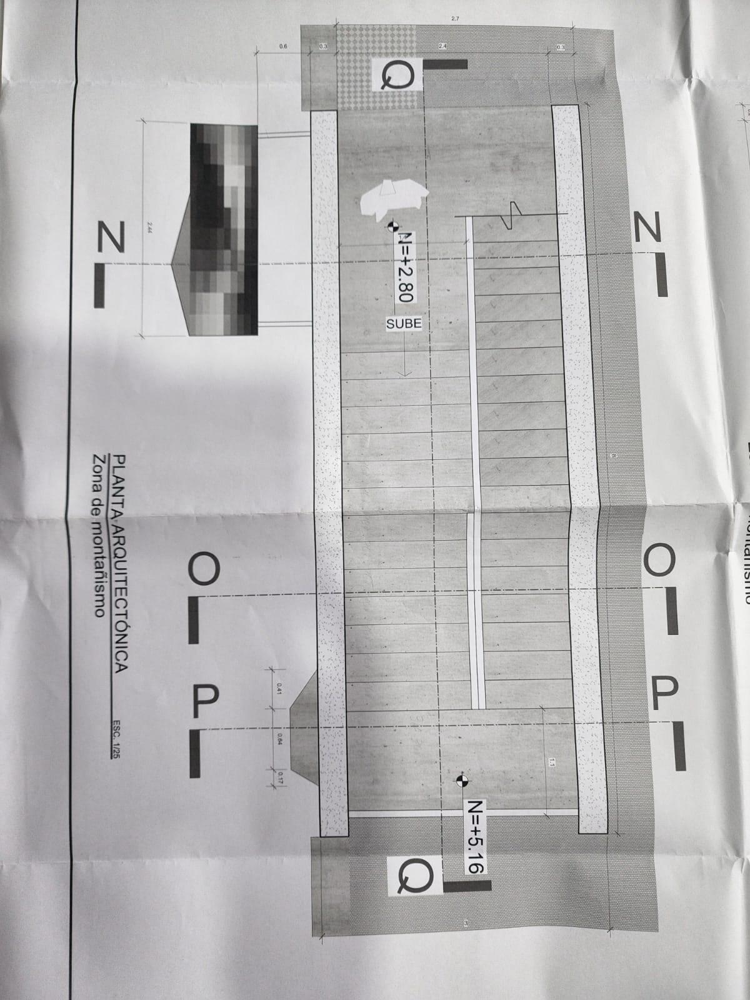 2.7
0.6
0.3
2.4
0.3
Q
N
N
2.44
N=+2.80
SUBE
PLANTA ARQUITECTÓNICA
ESC. 1/25
Zona de montañismo
O
O
P
P
0.41
0.64
0.17
1.1
N=+5.16
Q
3